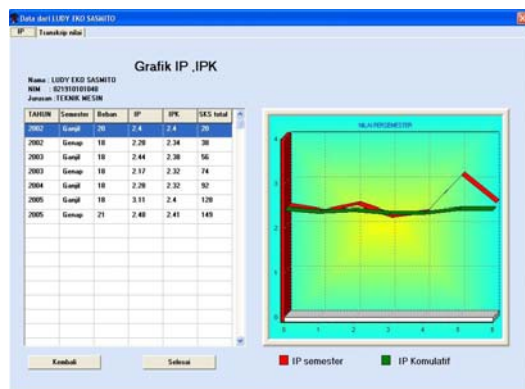 Data dari LUDY EKO SASMITO
IP Transkrip nilai
Grafik IP ,IPK
Nama : LUDY EKO SASMITO
NIM : 021910101040
Jurusan : TEKNIK MESIN
TAHUN Semester Beban IP IPK SKS total
2002 Ganjil 20 2.4 2.4 20
2002 Genap 18 2.28 2.34 38
2003 Ganjil 18 2.44 2.38 56
2003 Genap 18 2.17 2.32 74
2004 Ganjil 18 2.28 2.32 92
2005 Ganjil 18 3.11 2.4 128
2005 Genap 21 2.48 2.41 149
NILAI PERSEMESTER
4
3
2
1
0
0 1 2 3 4 5 6
IP semester IP Komulatif
Kembali Selesai